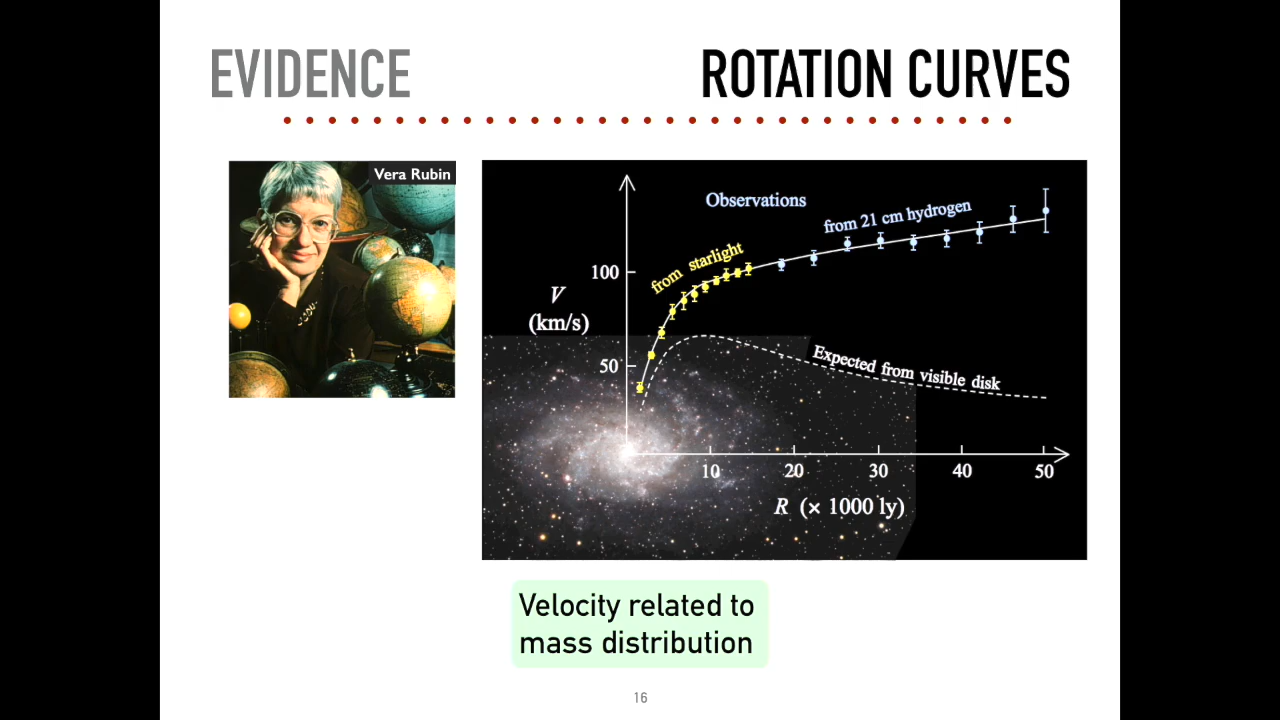 EVIDENCE
ROTATION CURVES
Vera Rubin
Observations
from 21 cm hydrogen
from starlight
100
V
(km/s)
50
Expected from visible disk
10 20 30 40 50
R (× 1000 ly)
Velocity related to
mass distribution
16